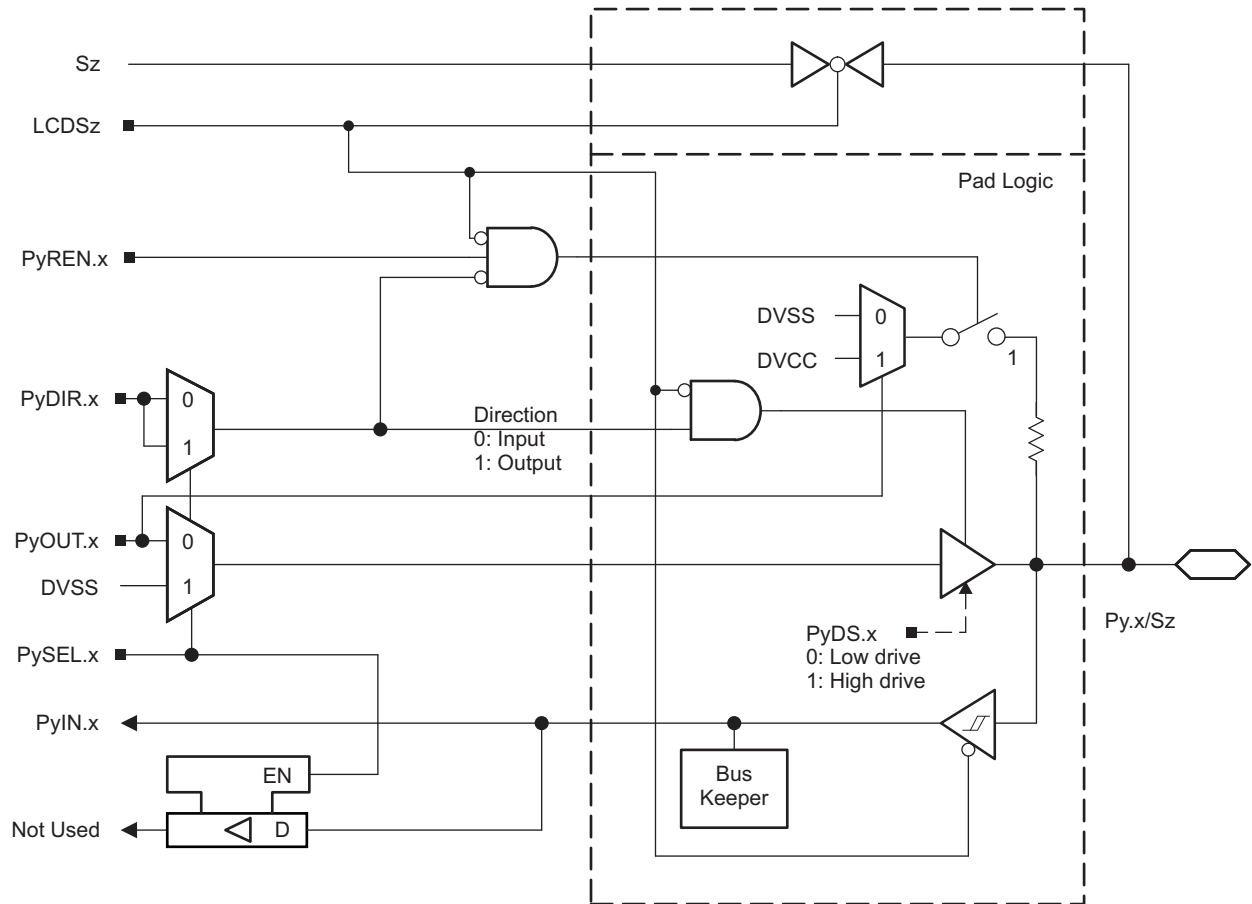 Sz
LCDSz
Pad Logic
PyREN.x
DVSS
0
DVCC
1
1
PyDIR.x
0
1
Direction
0: Input
1: Output
PyOUT.x
0
DVSS
1
PySEL.x
PyDS.x
0: Low drive
1: High drive
Py.x/Sz
PyIN.x
Bus
Keeper
EN
Not Used
D